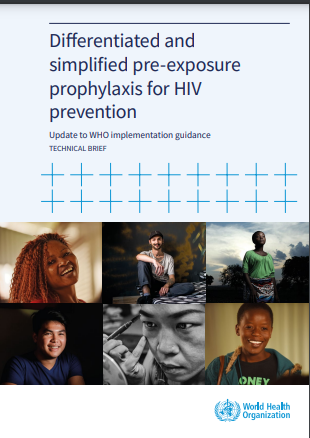 Differentiated and
simplified pre-exposure
prophylaxis for HIV
prevention
Update to WHO implementation guidance
TECHNICAL BRIEF
ONEY
World Health
Organization